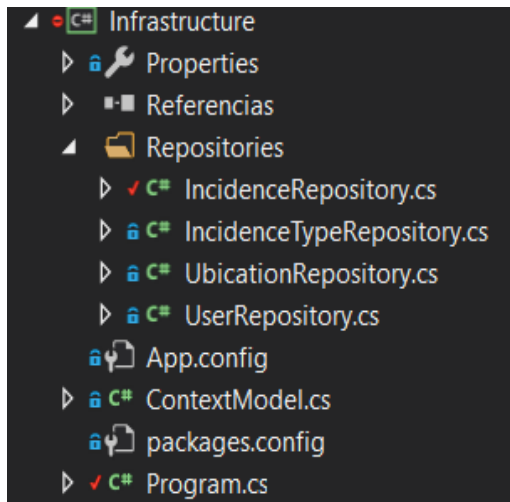 C# Infrastructure
Properties
Referencias
Repositories
C# IncidenceRepository.cs
C# IncidenceTypeRepository.cs
C# UbicationRepository.cs
C# UserRepository.cs
App.config
C# ContextModel.cs
packages.config
C# Program.cs